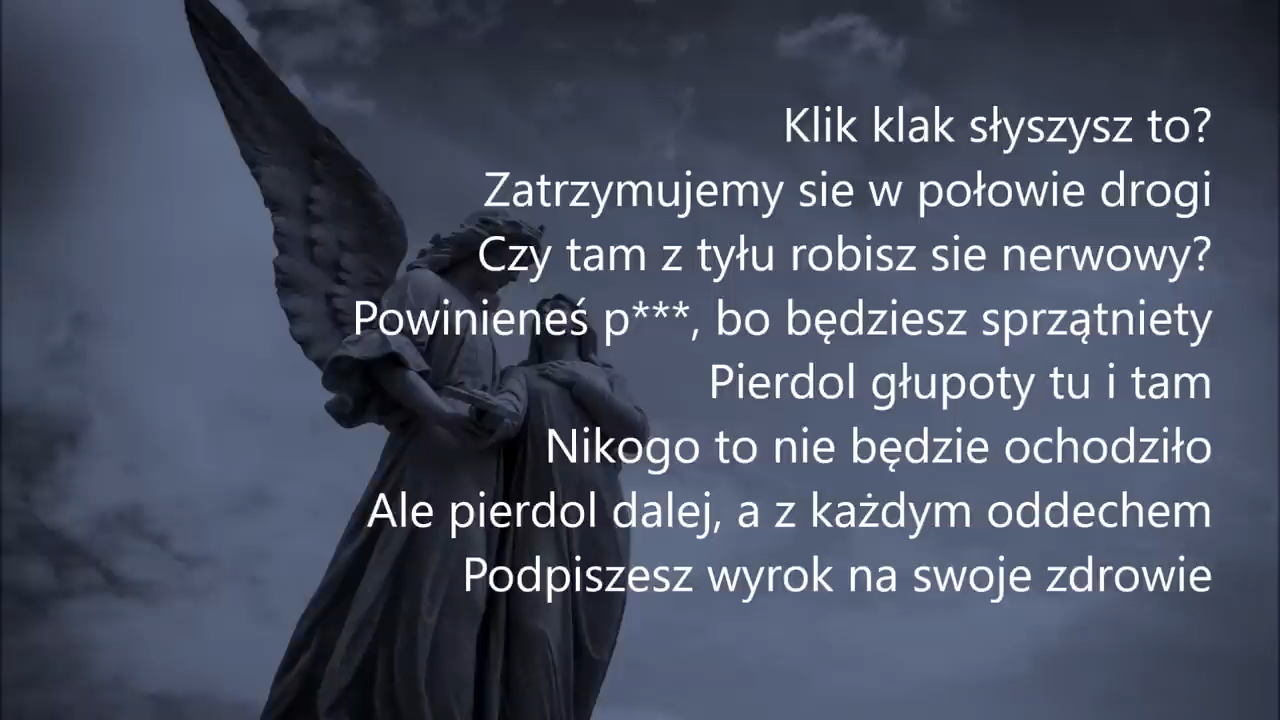 Klik klak słyszysz to?
Zatrzymujemy sie w połowie drogi
Czy tam z tyłu robisz sie nerwowy?
Powinieneś p***, bo będziesz sprzątniety
Pierdol głupoty tu i tam
Nikogo to nie będzie ochodziło
Ale pierdol dalej, a z każdym oddechem
Podpiszesz wyrok na swoje zdrowie